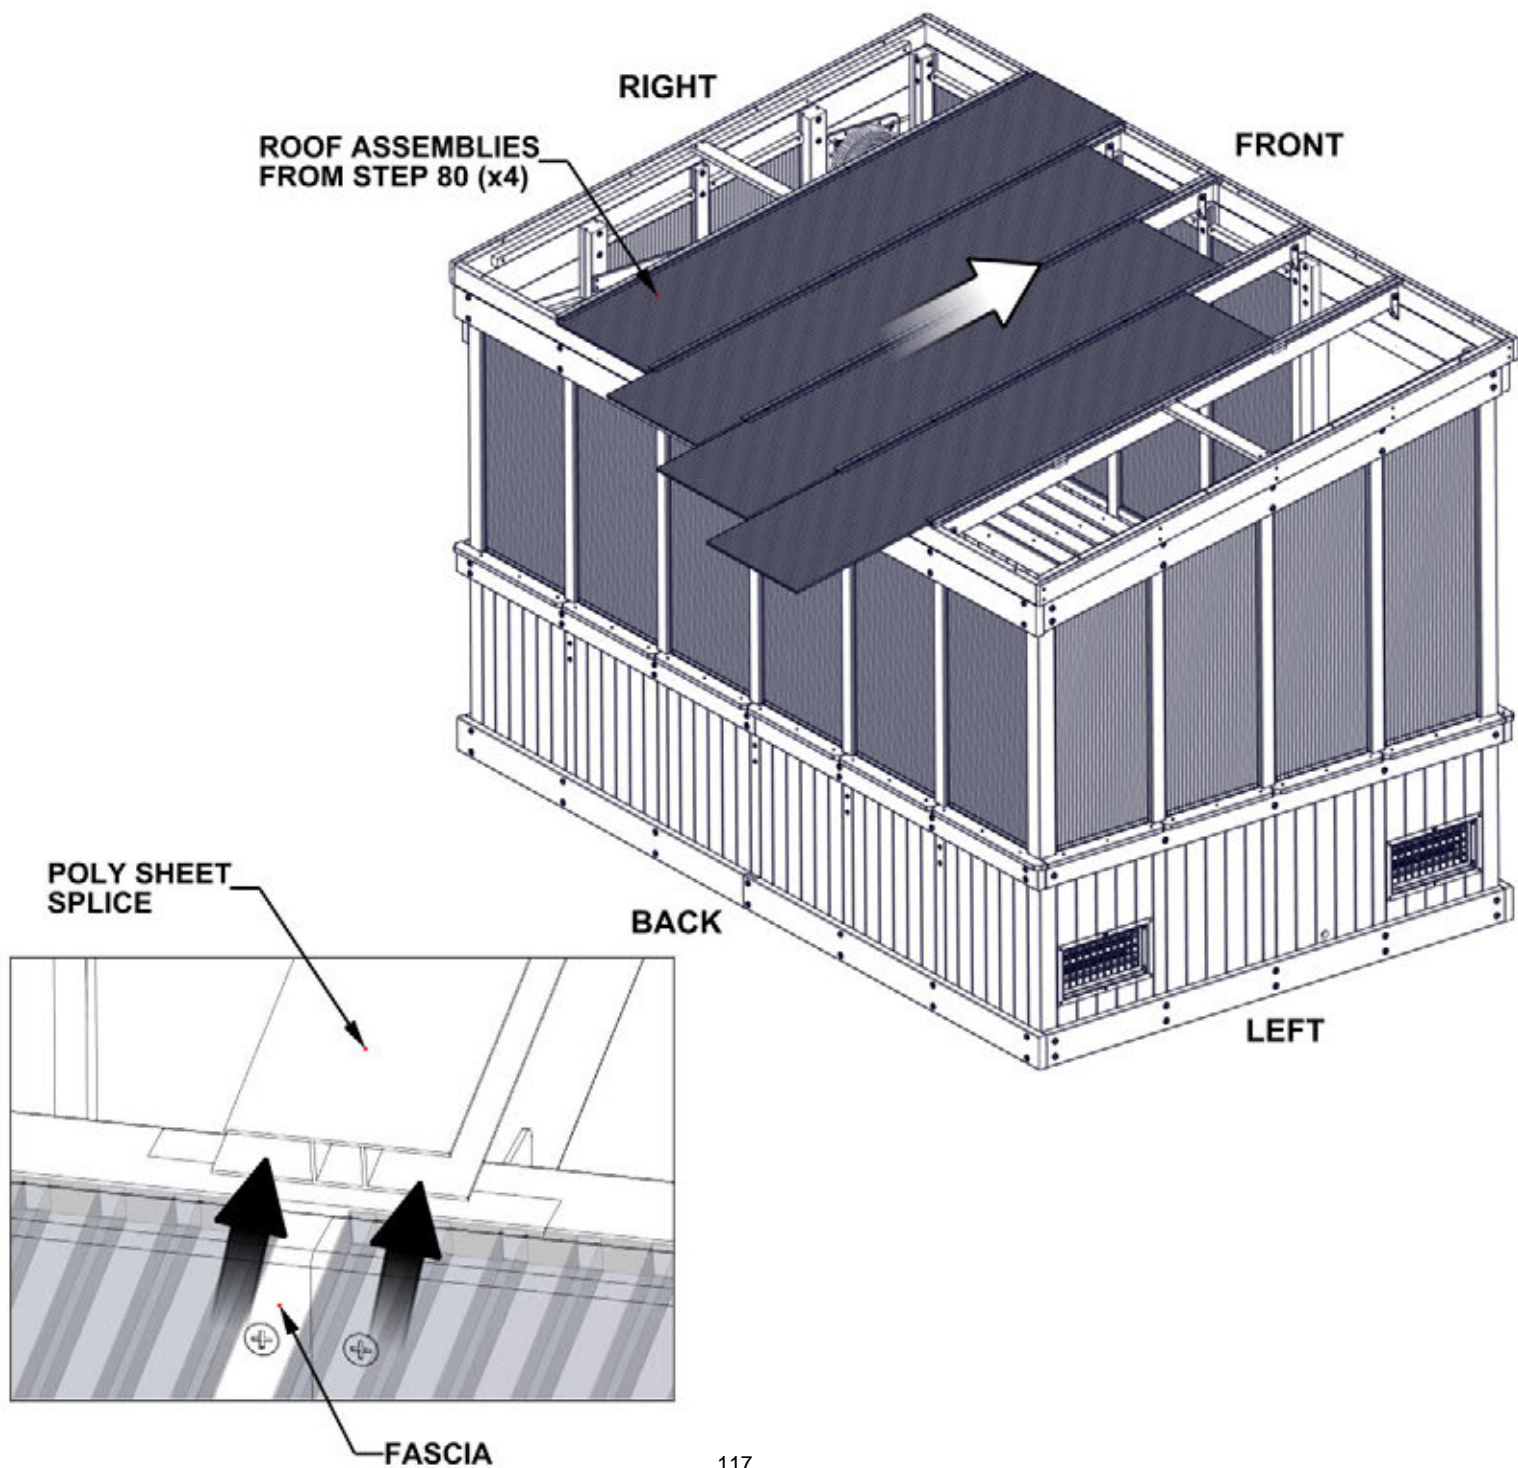 RIGHT
ROOF ASSEMBLIES
FROM STEP 80 (x4)
FRONT
POLY SHEET
SPLICE
BACK
LEFT
FASCIA
117